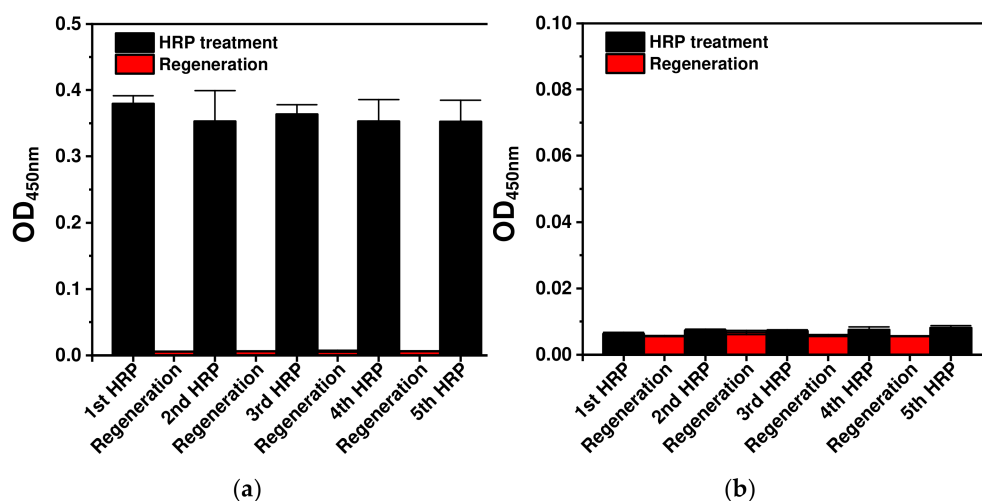 0.5
0.4
0.3
0.2
0.1
0.0
OD450nm
HRP treatment
Regeneration
1st HRP
Regeneration
2nd HRP
Regeneration
3rd HRP
Regeneration
4th HRP
Regeneration
5th HRP
(a)
0.10
0.08
0.06
0.04
0.02
0.00
OD450nm
HRP treatment
Regeneration
1st HRP
Regeneration
2nd HRP
Regeneration
3rd HRP
Regeneration
4th HRP
Regeneration
5th HRP
(b)